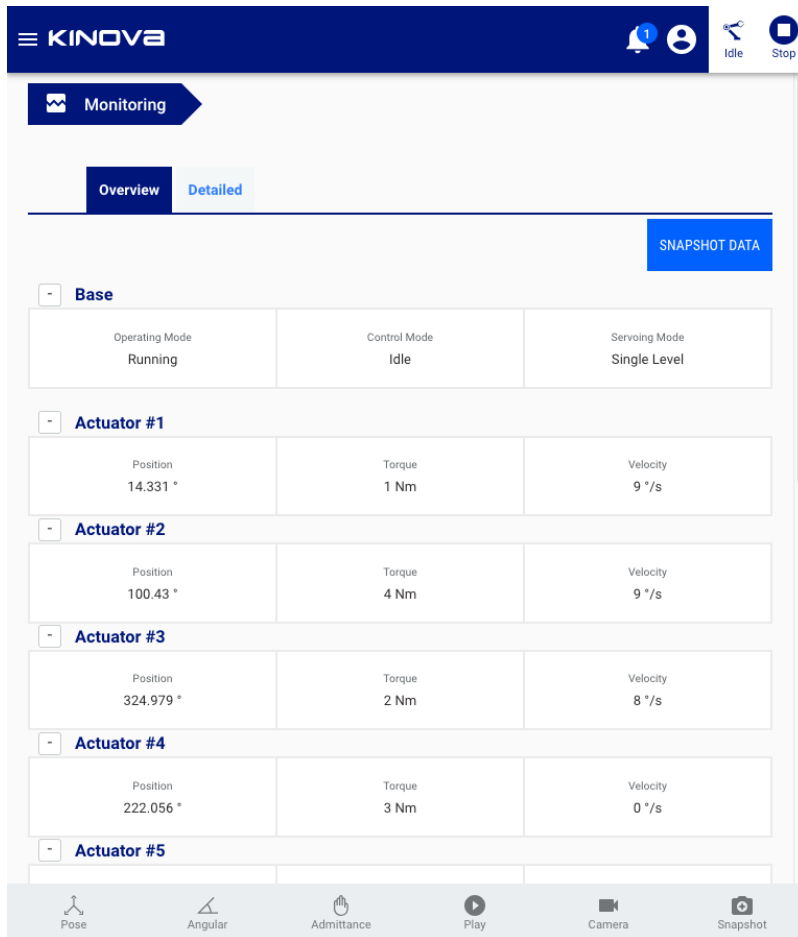 KINOVA
1
Idle
Stop
Monitoring
Overview Detailed
SNAPSHOT DATA
- Base
Operating Mode Control Mode Servoing Mode
Running Idle Single Level
- Actuator #1
Position Torque Velocity
14.331 ° 1 Nm 9 °/s
- Actuator #2
Position Torque Velocity
100.43 ° 4 Nm 9 °/s
- Actuator #3
Position Torque Velocity
324.979 ° 2 Nm 8 °/s
- Actuator #4
Position Torque Velocity
222.056 ° 3 Nm 0 °/s
- Actuator #5
Pose Angular Admittance Play Camera Snapshot